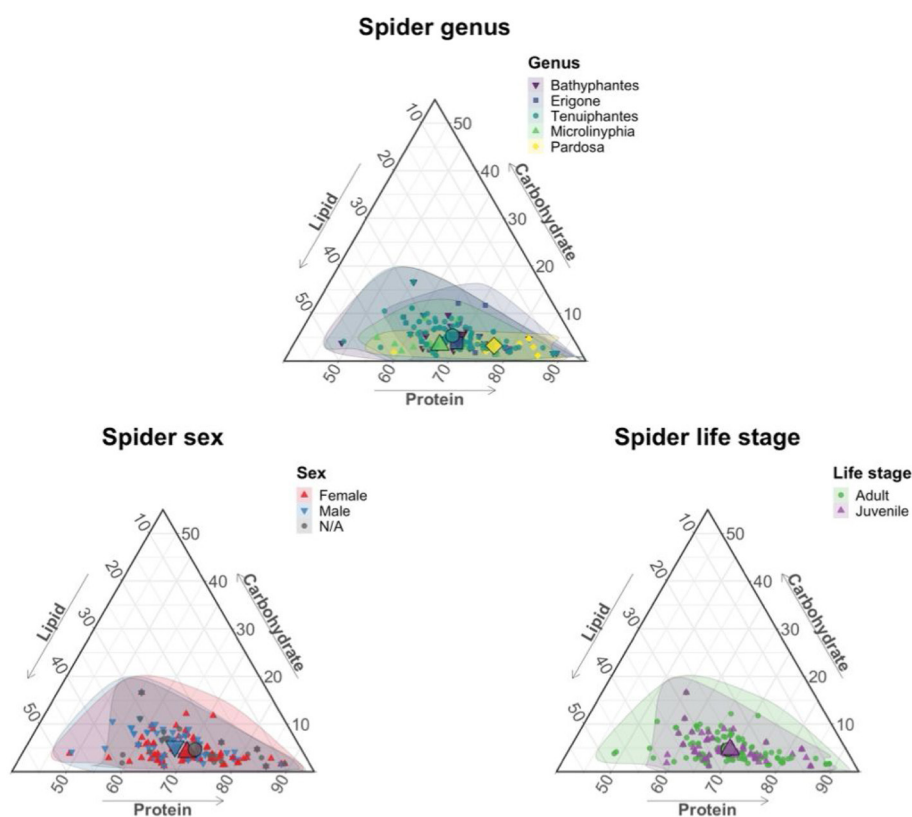 Spider genus
Genus
Bathyphantes
Erigone
Tenuiphantes
Microlinyphia
Pardosa
10
20
30
40
50
Lipid
50
40
30
20
10
Carbohydrate
50
60
70
80
90
Protein
Spider sex
Sex
Female
Male
N/A
10
20
30
40
50
Lipid
50
40
30
20
10
Carbohydrate
50
60
70
80
90
Protein
Spider life stage
Life stage
Adult
Juvenile
10
20
30
40
50
Lipid
50
40
30
20
10
Carbohydrate
50
60
70
80
90
Protein